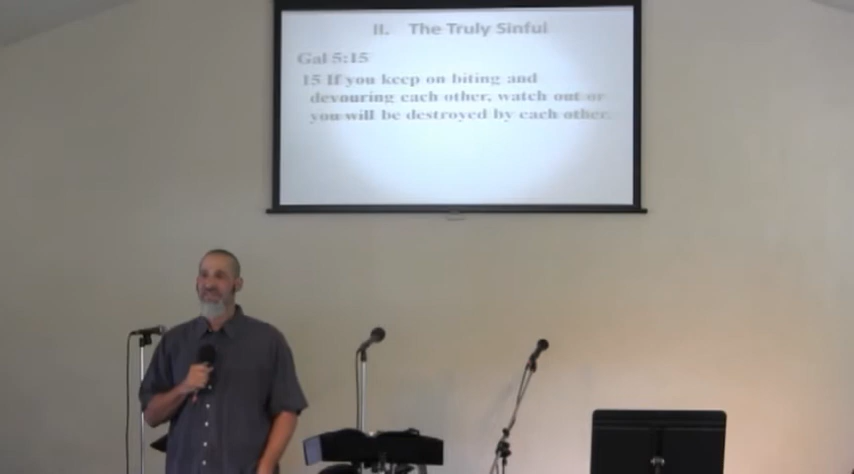 II. The Truly Sinful
Gal 5:15
15 If you keep on biting and
devouring each other, watch out or
you will be destroyed by each other.